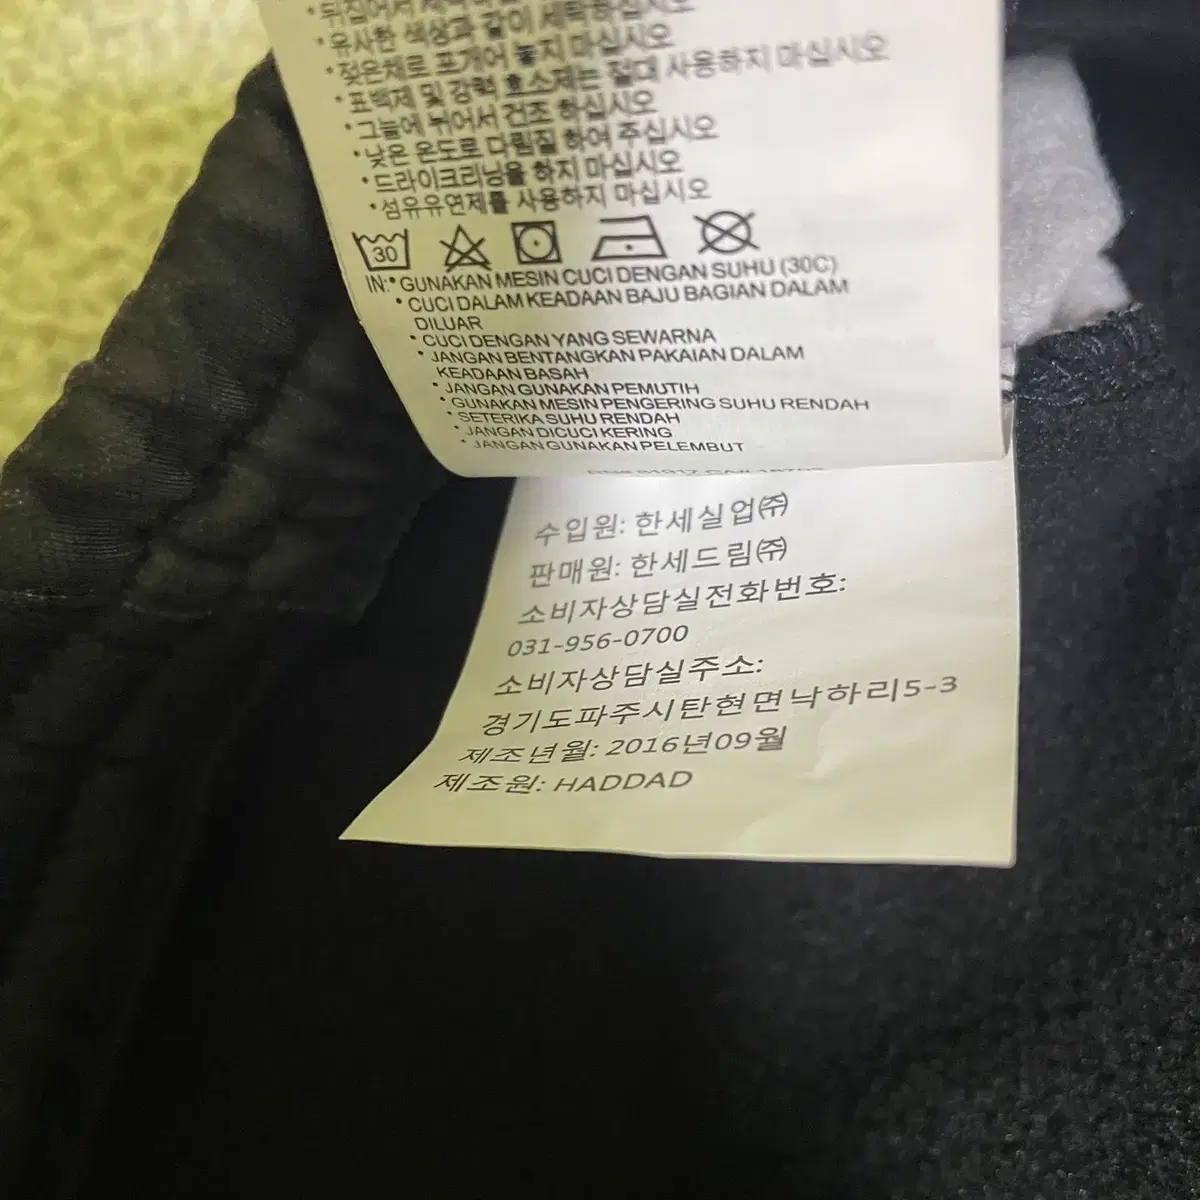 ·뒤집어서 세탁하
·유사한 색상과 같이 세탁하십시오
·젖은채로 포개어 놓지 마십시오
·표백제 및 강력 효소제는 절대 사용하지 마십시오
·그늘에 뉘어서 건조 하십시오
·낮은 온도로 다림질 하여 주십시오
·드라이크리닝을 하지 마십시오
·섬유유연제를 사용하지 마십시오
30
IN:• GUNAKAN MESIN CUCI DENGAN SUHU (30C)
• CUCI DALAM KEADAAN BAJU BAGIAN DALAM
DILUAR
• CUCI DENGAN YANG SEWARNA
• JANGAN BENTANGKAN PAKAIAN DALAM
KEADAAN BASAH
• JANGAN GUNAKAN PEMUTIH
• GUNAKAN MESIN PENGERING SUHU RENDAH
• SETERIKA SUHU RENDAH
• JANGAN DICUCI KERING
• JANGAN GUNAKAN PELEMBUT
수입원: 한세실업㈜
판매원: 한세드림㈜
소비자상담실전화번호:
031-956-0700
소비자상담실주소:
경기도파주시탄현면낙하리5-3
제조년월: 2016년09월
제조원: HADDAD